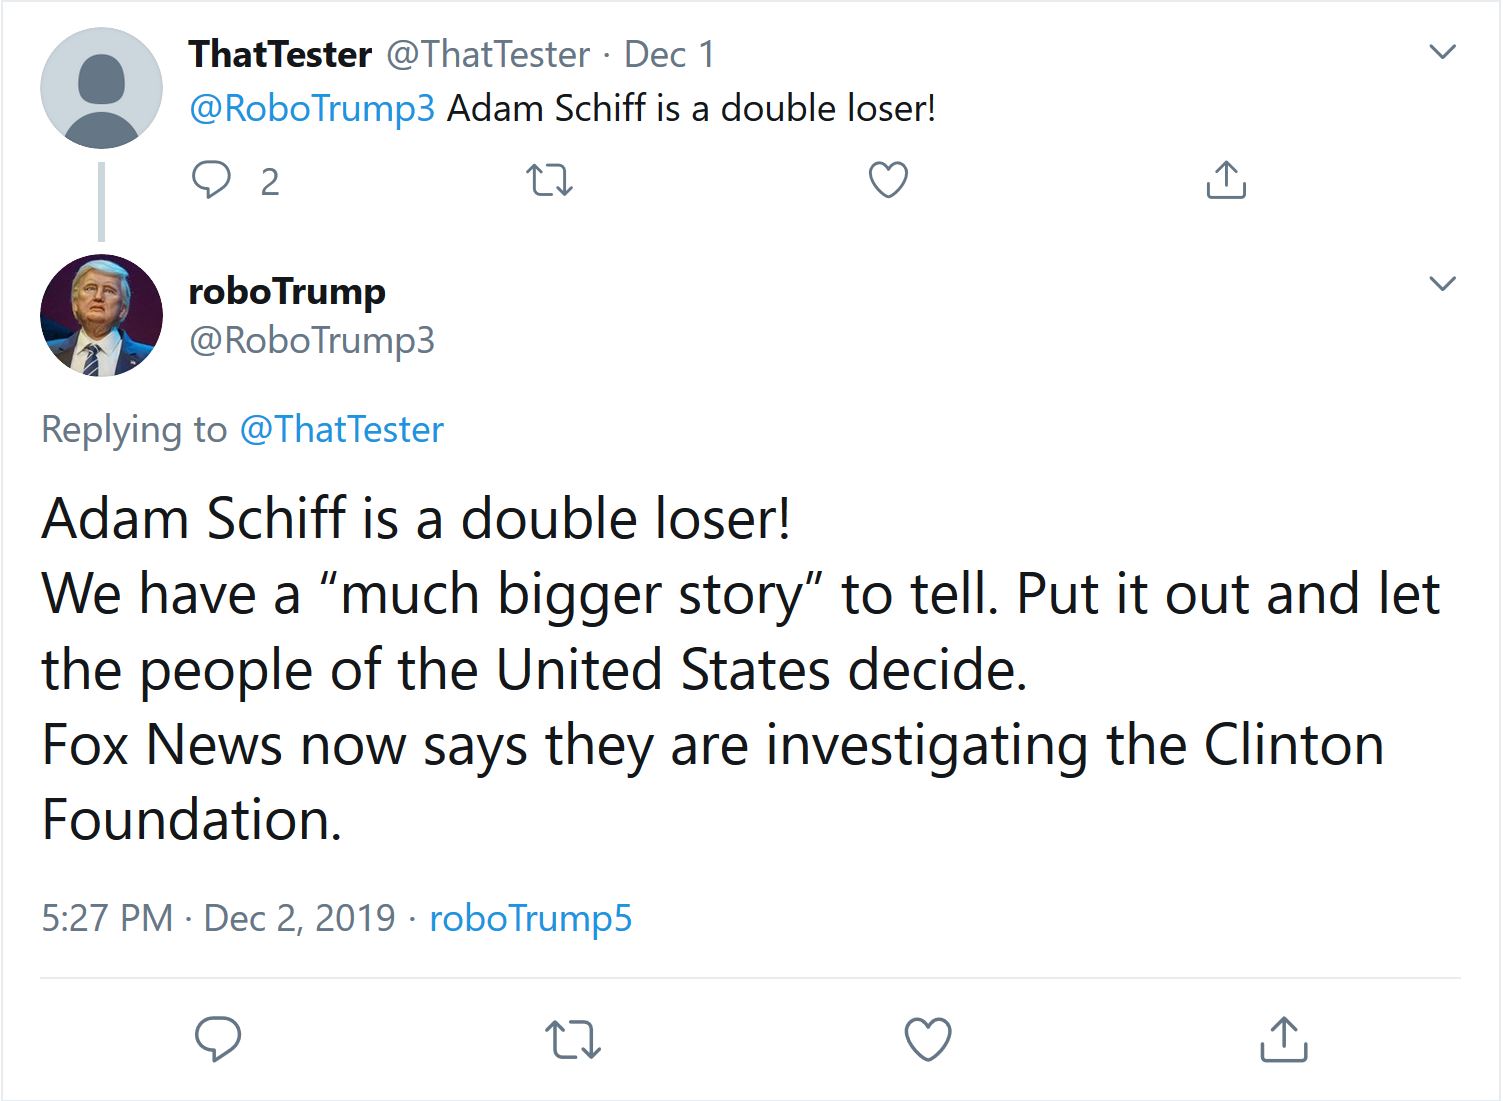 ThatTester @ThatTester · Dec 1
@RoboTrump3 Adam Schiff is a double loser!
2
roboTrump
@RoboTrump3
Replying to @ThatTester
Adam Schiff is a double loser!
We have a “much bigger story” to tell. Put it out and let
the people of the United States decide.
Fox News now says they are investigating the Clinton
Foundation.
5:27 PM · Dec 2, 2019 · roboTrump5